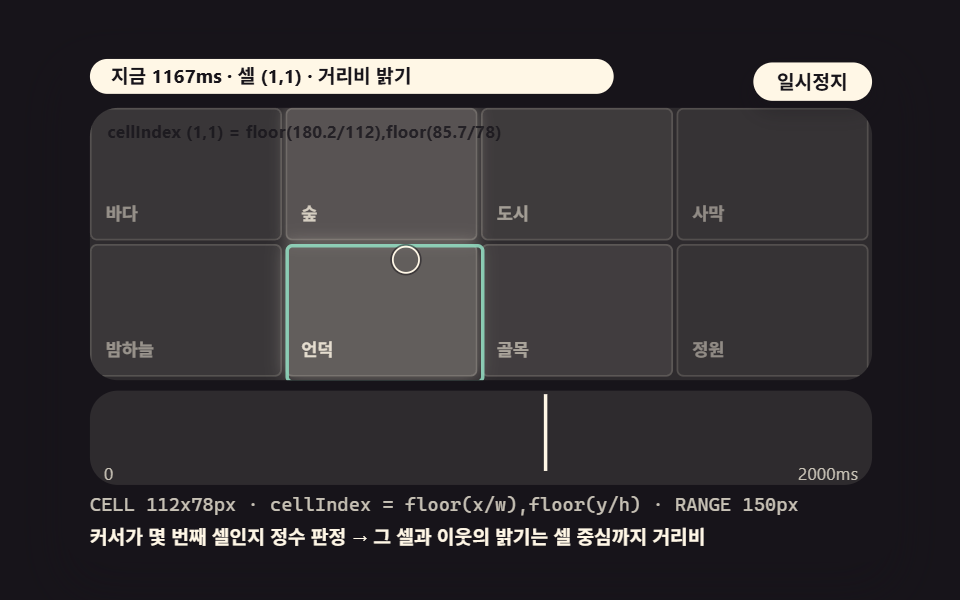 지금 1167ms · 셀 (1,1) · 거리비 밝기
일시정지
cellIndex (1,1) = floor(180.2/112),floor(85.7/78)
바다
숲
도시
사막
밤하늘
언덕
골목
정원
0
2000ms
CELL 112x78px · cellIndex = floor(x/w),floor(y/h) · RANGE 150px
커서가 몇 번째 셀인지 정수 판정 → 그 셀과 이웃의 밝기는 셀 중심까지 거리비